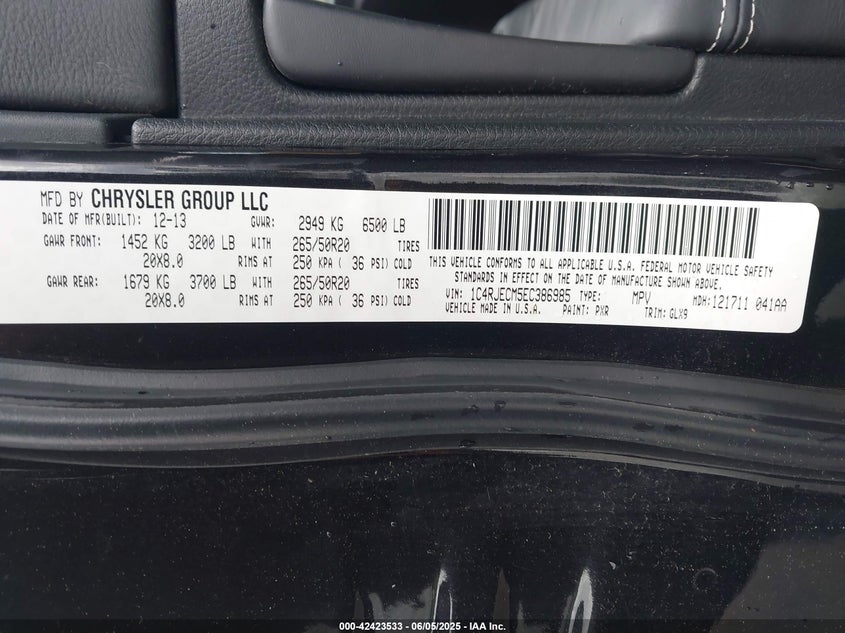 MFD BY CHRYSLER GROUP LLC
DATE OF MFR(BUILT): 12-13 GVWR: 2949 KG 6500 LB
GAWR FRONT: 1452 KG 3200 LB WITH 265/50R20 TIRES
20X8.0 RIMS AT 250 KPA ( 36 PSI) COLD
GAWR REAR: 1679 KG 3700 LB WITH 265/50R20 TIRES
20X8.0 RIMS AT 250 KPA ( 36 PSI) COLD
THIS VEHICLE CONFORMS TO ALL APPLICABLE U.S.A. FEDERAL MOTOR VEHICLE SAFETY
STANDARDS IN EFFECT ON THE DATE OF MANUFACTURE SHOWN ABOVE.
VIN: 1C4RJECM5EC386985 TYPE: MPV MDH: 121711 041AA
VEHICLE MADE IN U.S.A. PAINT: PXR TRIM: GLX9
000-42423533 - 06/05/2025 - IAA Inc.